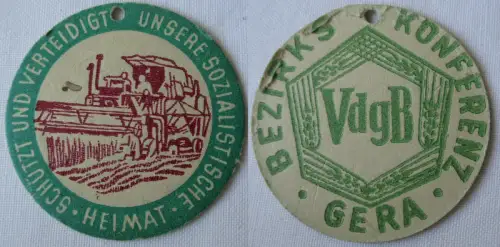 SCHÜTZT UND VERTEIDIGT UNSERE SOZIALISTISCHE
· HEIMAT ·
BEZIRKS KONFERENZ
VdgB
· GERA ·